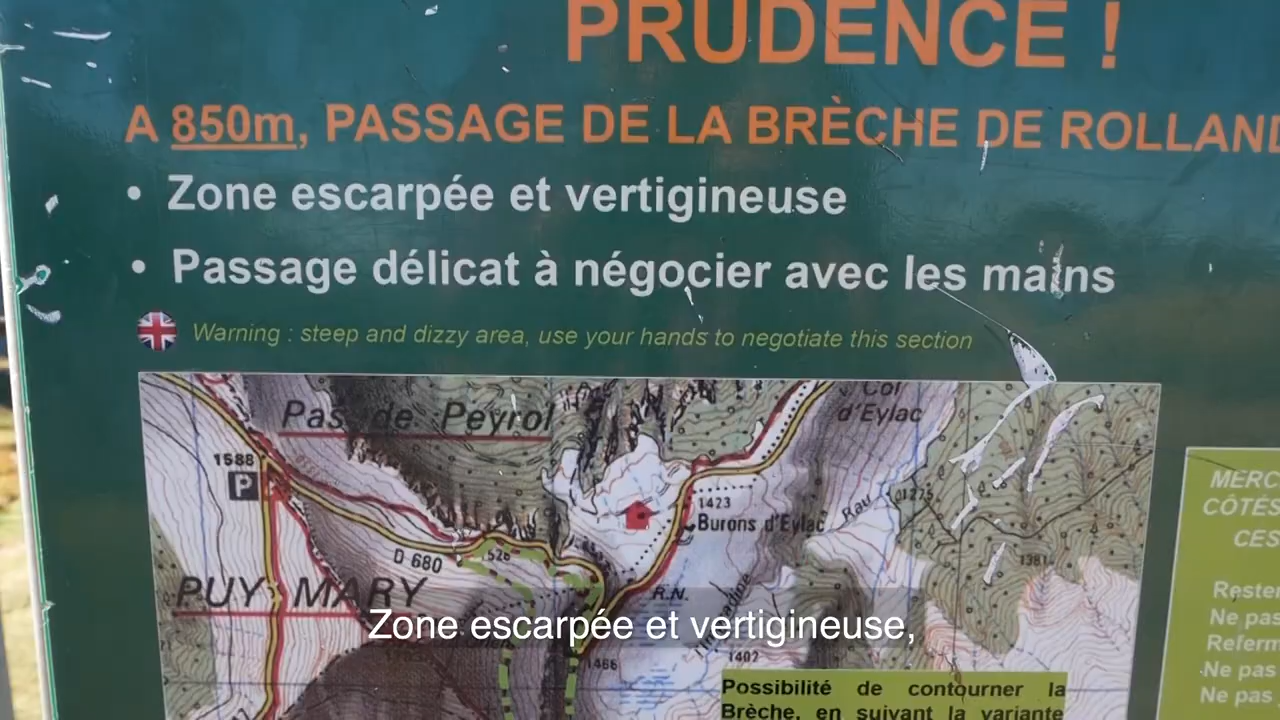 PRUDENCE !
A 850m, PASSAGE DE LA BRÈCHE DE ROLLAND
• Zone escarpée et vertigineuse
• Passage délicat à négocier avec les mains
Warning : steep and dizzy area, use your hands to negotiate this section
Pas de Peyrol
Col
d'Eylac
1588
P
1423
Burons d'Eylac
Rau
1275
D 680
1381
PUY MARY
R.N.
Zone escarpée et vertigineuse,
1466
1402
Possibilité de contourner la
Brèche, en suivant la variante
MERC
CÔTÉS
CES
Rester
Ne pas
Referm
Ne pas
Ne pas